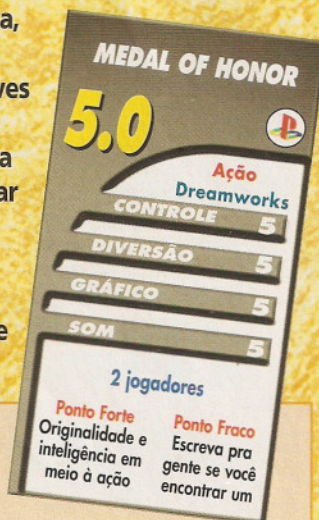 a,
ves
a
ar
e
MEDAL OF HONOR
5.0
Ação
Dreamworks
CONTROLE 5
DIVERSÃO 5
GRÁFICO 5
SOM 5
2 jogadores
Ponto Forte
Originalidade e
inteligência em
meio à ação
Ponto Fraco
Escreva pra
gente se você
encontrar um